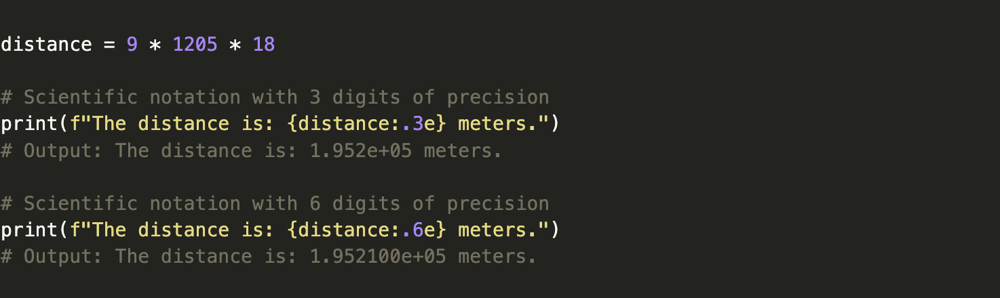 distance = 9 * 1205 * 18
# Scientific notation with 3 digits of precision
print(f"The distance is: {distance:.3e} meters.")
# Output: The distance is: 1.952e+05 meters.
# Scientific notation with 6 digits of precision
print(f"The distance is: {distance:.6e} meters.")
# Output: The distance is: 1.952100e+05 meters.